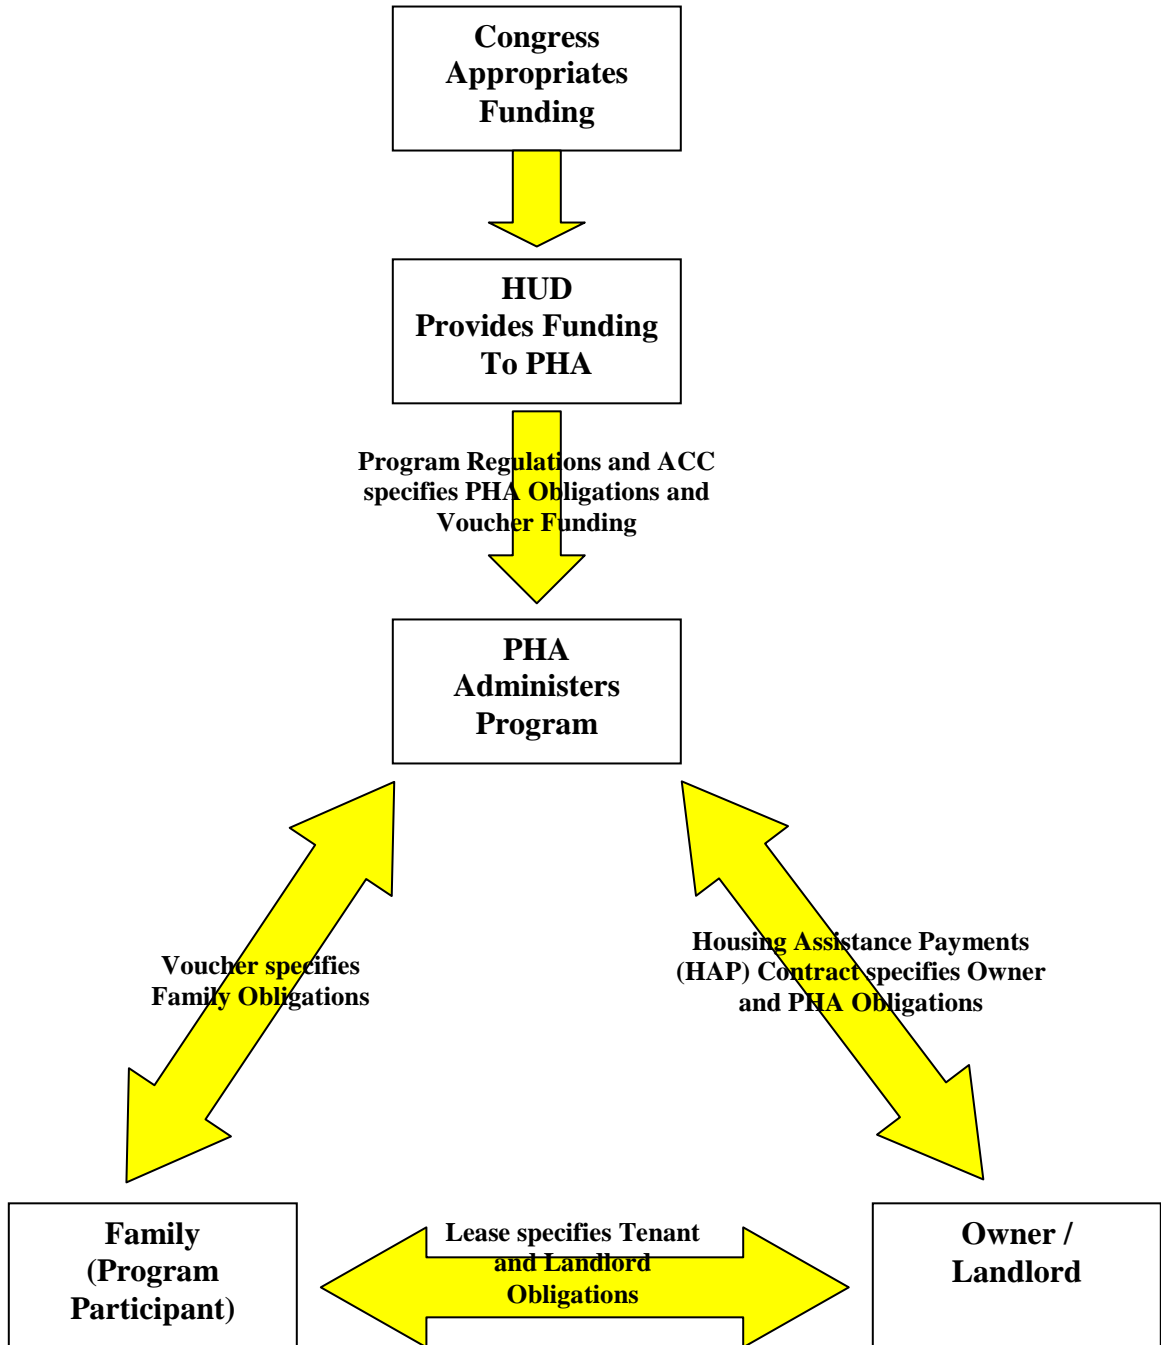 Congress
Appropriates
Funding
HUD
Provides Funding
To PHA
Program Regulations and ACC
specifies PHA Obligations and
Voucher Funding
PHA
Administers
Program
Voucher specifies
Family Obligations
Housing Assistance Payments
(HAP) Contract specifies Owner
and PHA Obligations
Family
(Program
Participant)
Lease specifies Tenant
and Landlord
Obligations
Owner /
Landlord